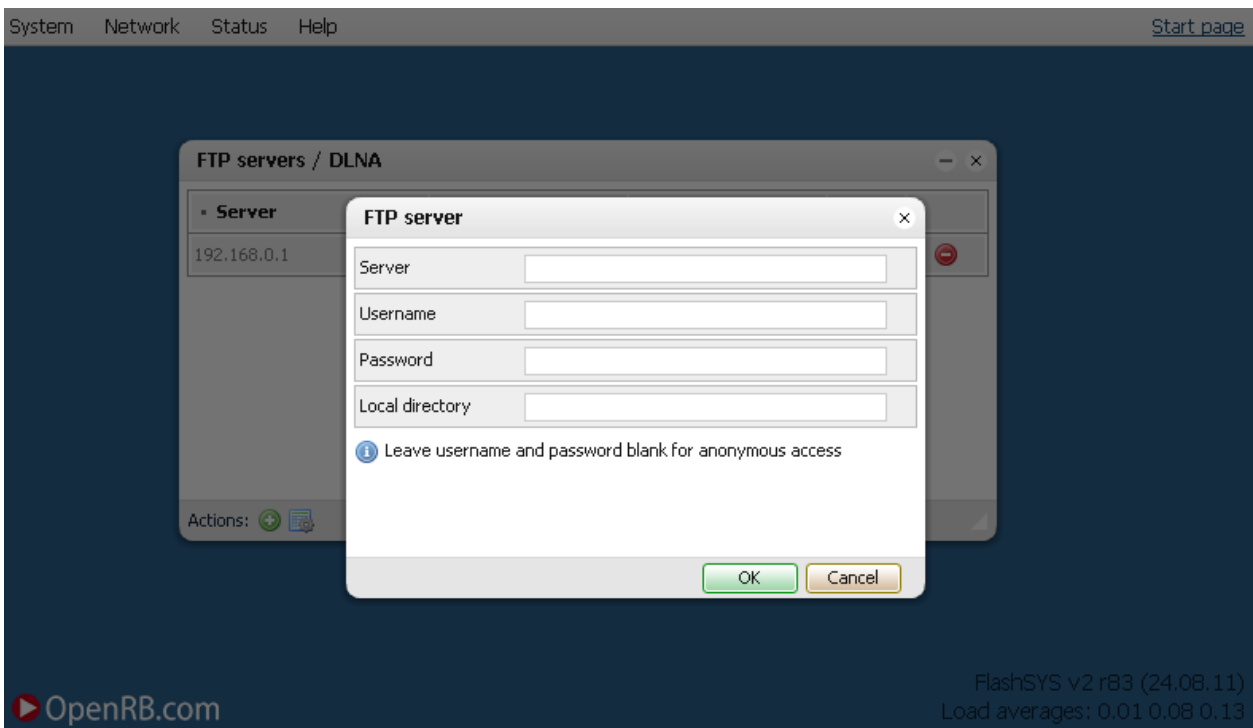 System Network Status Help Start page
FTP servers / DLNA
Server
192.168.0.1
FTP server
Server
Username
Password
Local directory
Leave username and password blank for anonymous access
OK Cancel
Actions:
OpenRB.com
FlashSYS v2 r83 (24.08.11)
Load averages: 0.01 0.08 0.13